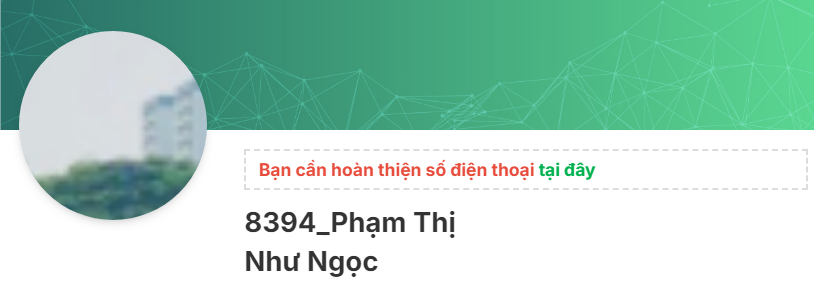 Bạn cần hoàn thiện số điện thoại tại đây
8394_Phạm Thị
Như Ngọc